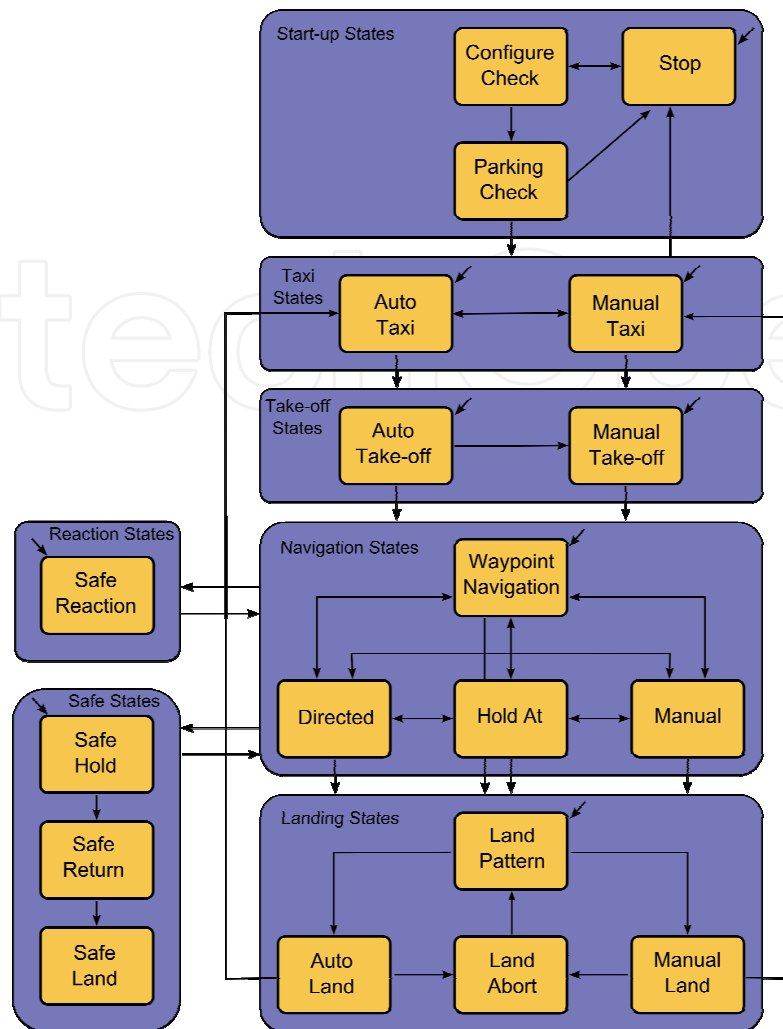 Start-up States
Configure
Check
Stop
Parking
Check
Taxi
States
Auto
Taxi
Manual
Taxi
Take-off
States
Auto
Take-off
Manual
Take-off
Reaction States
Safe
Reaction
Navigation States
Waypoint
Navigation
Directed
Hold At
Manual
Safe States
Safe
Hold
Safe
Return
Safe
Land
Landing States
Land
Pattern
Auto
Land
Land
Abort
Manual
Land